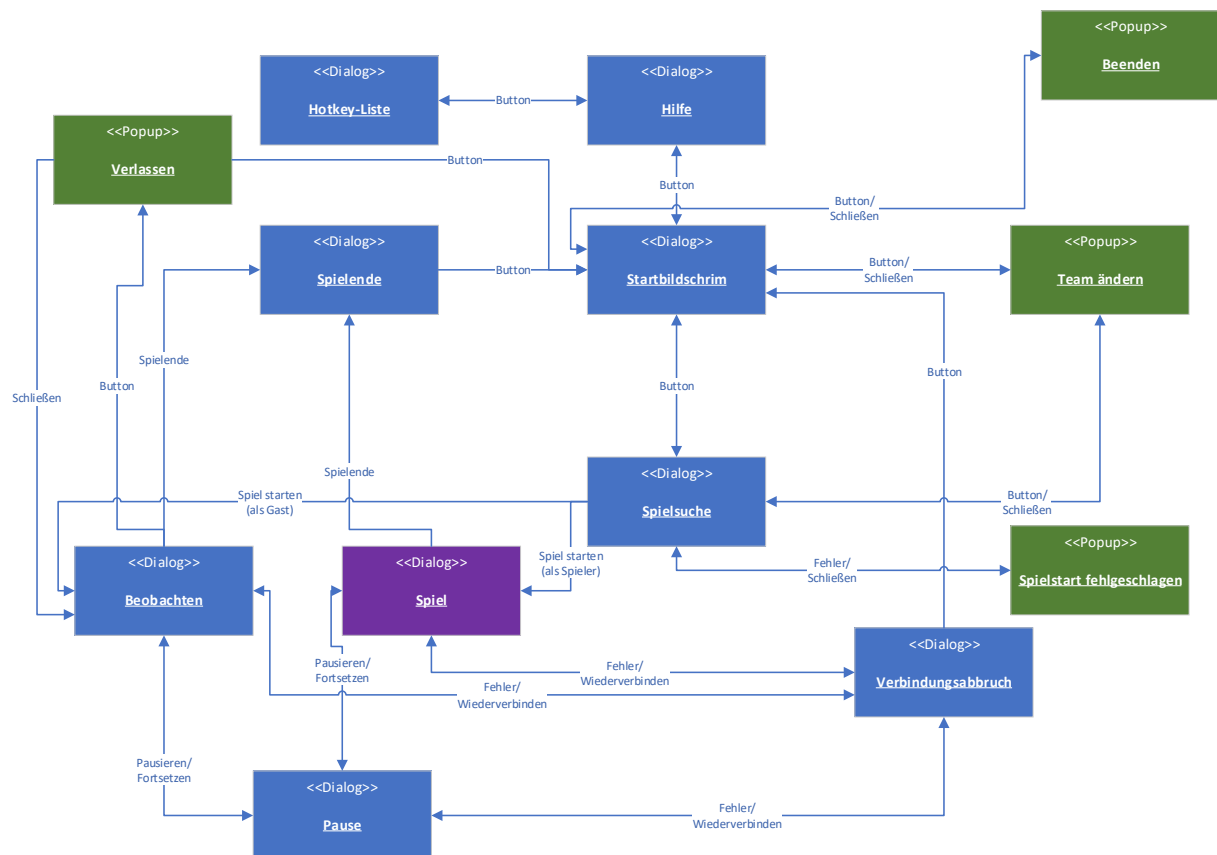 <<Popup>>
Beenden
<<Dialog>>
Hotkey-Liste
Button
<<Dialog>>
Hilfe
<<Popup>>
Verlassen
Button
Button
Button/
Schließen
<<Dialog>>
Spielende
Button
<<Dialog>>
Startbildschrim
Button/
Schließen
<<Popup>>
Team ändern
Spielende
Schließen
Button
Button
Button
Spielende
<<Dialog>>
Spielsuche
Spiel starten
(als Gast)
Button/
Schließen
<<Dialog>>
Beobachten
<<Dialog>>
Spiel
Spiel starten
(als Spieler)
Fehler/
Schließen
<<Popup>>
Spielstart fehlgeschlagen
Pausieren/
Fortsetzen
Fehler/
Wiederverbinden
<<Dialog>>
Verbindungsabbruch
Fehler/
Wiederverbinden
Pausieren/
Fortsetzen
<<Dialog>>
Pause
Fehler/
Wiederverbinden